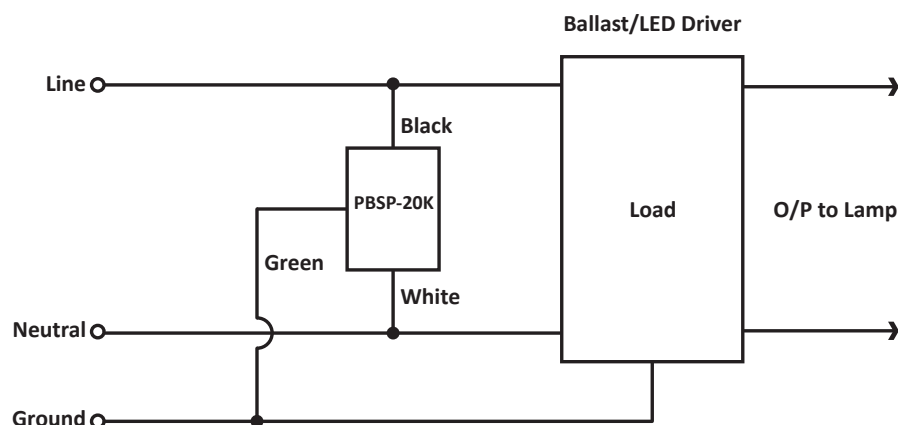 Ballast/LED Driver
Line
Black
PBSP-20K
Load
O/P to Lamp
Green
White
Neutral
Ground